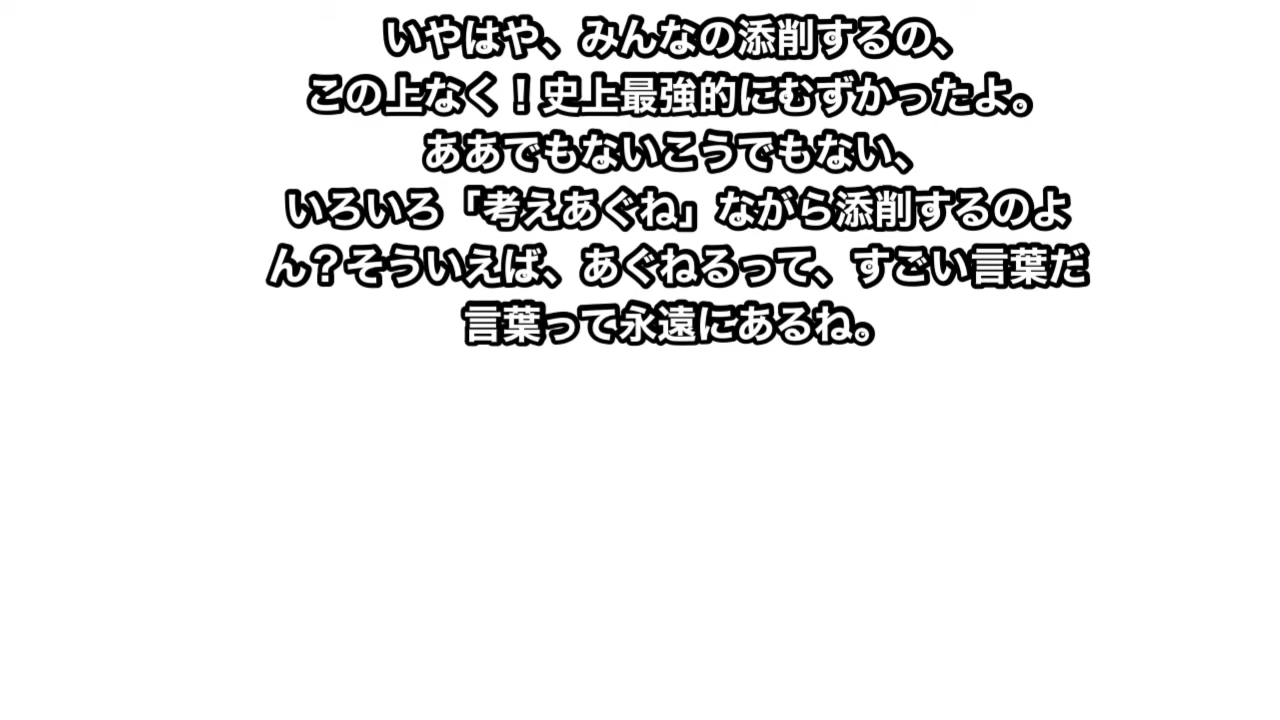 いやはや、みんなの添削するの、
この上なく！史上最強的にむずかったよ。
ああでもないこうでもない、
いろいろ「考えあぐね」ながら添削するのよ
ん？そういえば、あぐねるって、すごい言葉だ
言葉って永遠にあるね。